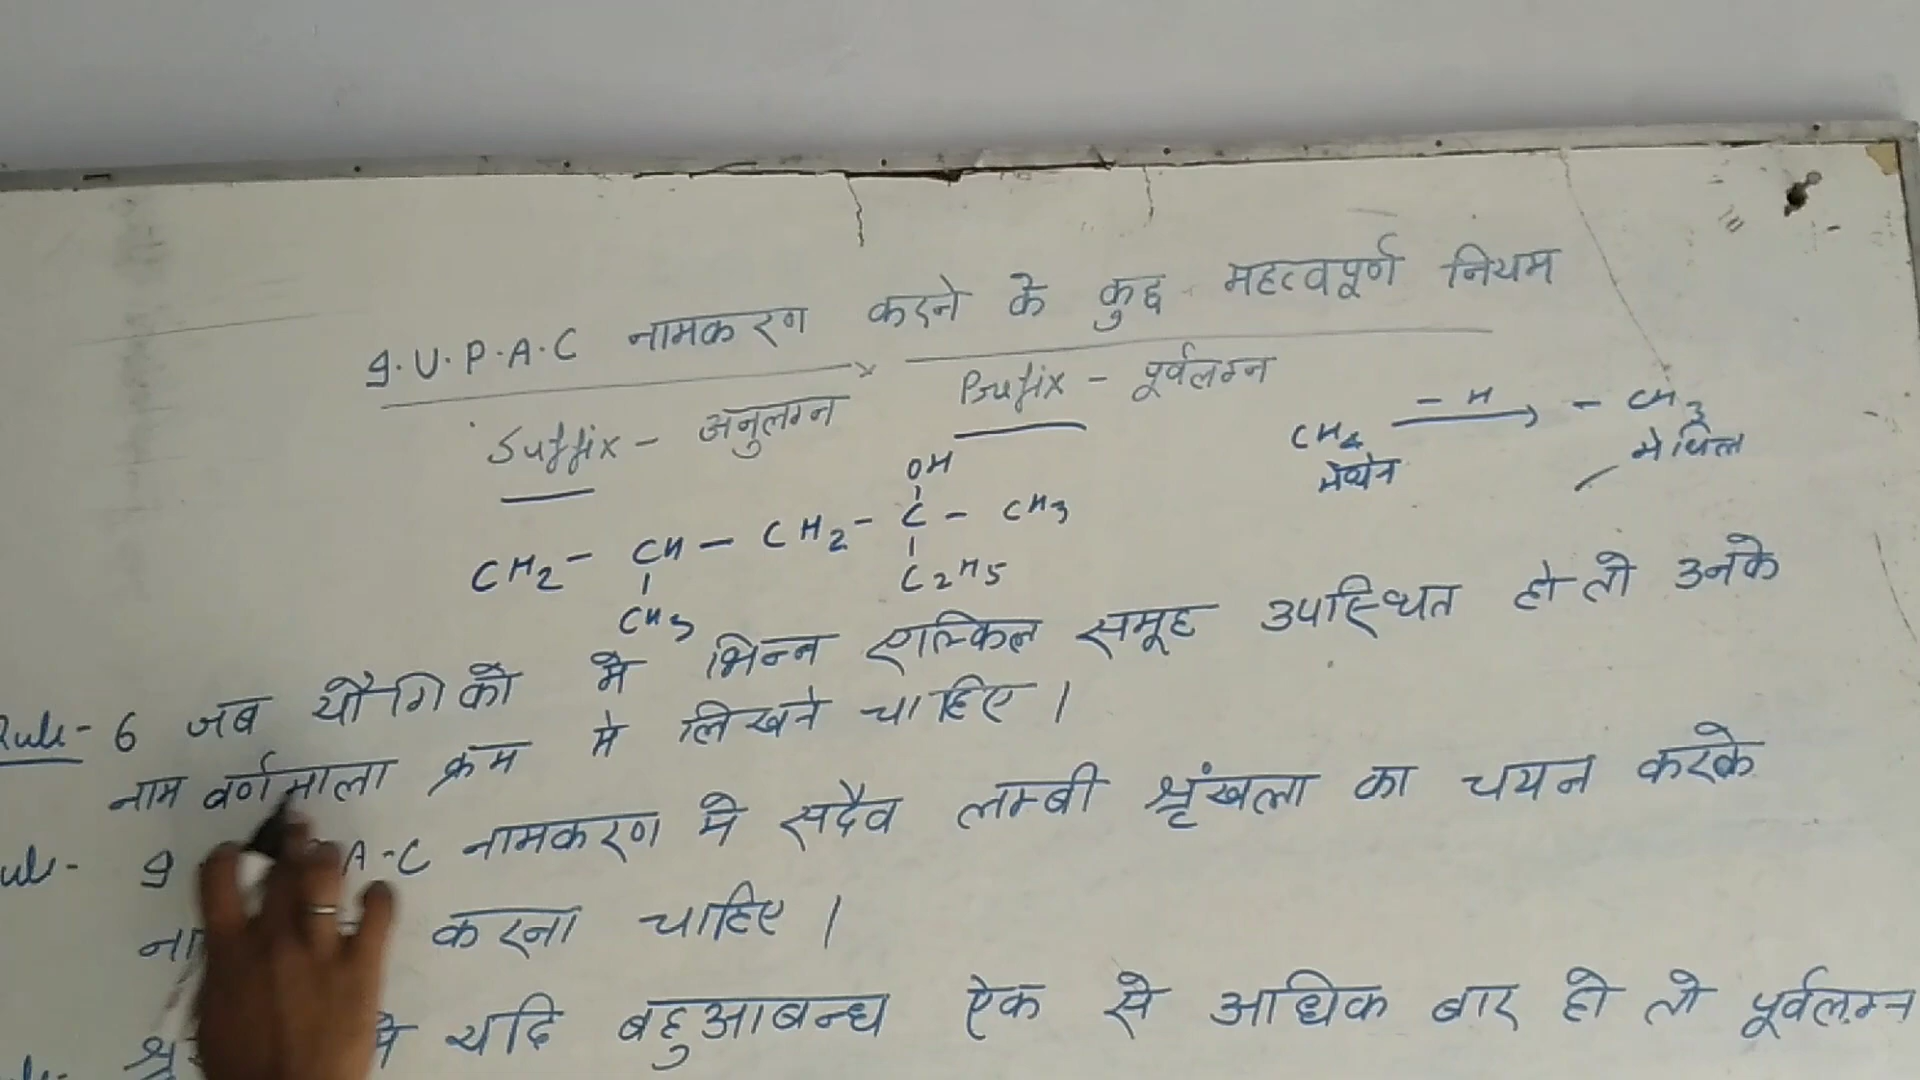 I.U.P.A.C नामकरण करने के कुछ महत्वपूर्ण नियम
Suffix - अनुलग्न Prefix - पूर्वलग्न
CH4 - H → - CH3
मेथेन मेथिल
OH
CH2 - CH - CH2 - C - CH3
CH3 C2H5
Rule- 6 जब यौगिको मे भिन्न एल्किल समूह उपस्थित हो तो उनके
नाम वर्णमाला क्रम मे लिखने चाहिए ।
A-C नामकरण मे सदैव लम्बी श्रृंखला का चयन करके
करना चाहिए ।
यदि बहुआबन्ध ऐक से अधिक बार हो तो पूर्वलग्न